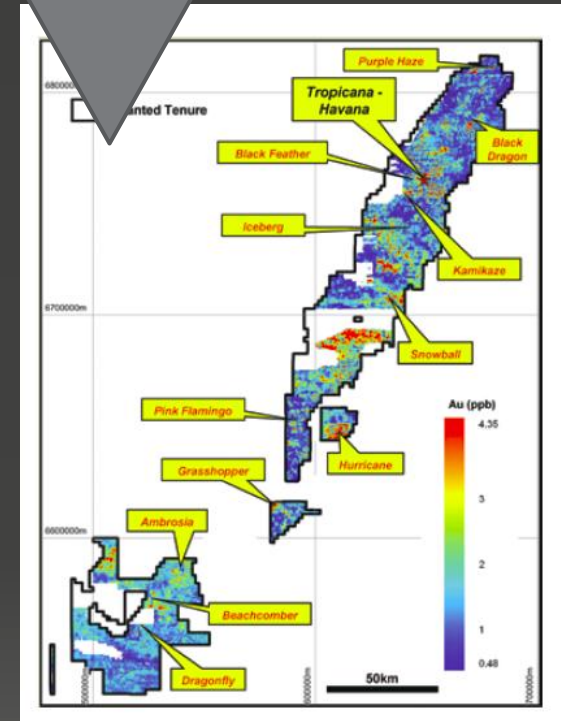 Purple Haze
Tropicana -
Havana
anted Tenure
Black
Dragon
Black Feather
Iceberg
Kamikaze
6700000m
Snowball
Au (ppb)
4.35
Pink Flamingo
Hurricane
3
Grasshopper
Ambrosia
6600000m
2
Beachcomber
1
0.48
Dragonfly
50km